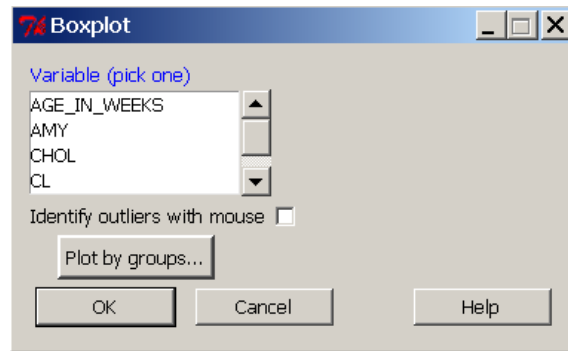 Boxplot
Variable (pick one)
AGE_IN_WEEKS
AMY
CHOL
CL
Identify outliers with mouse
Plot by groups...
OK Cancel Help